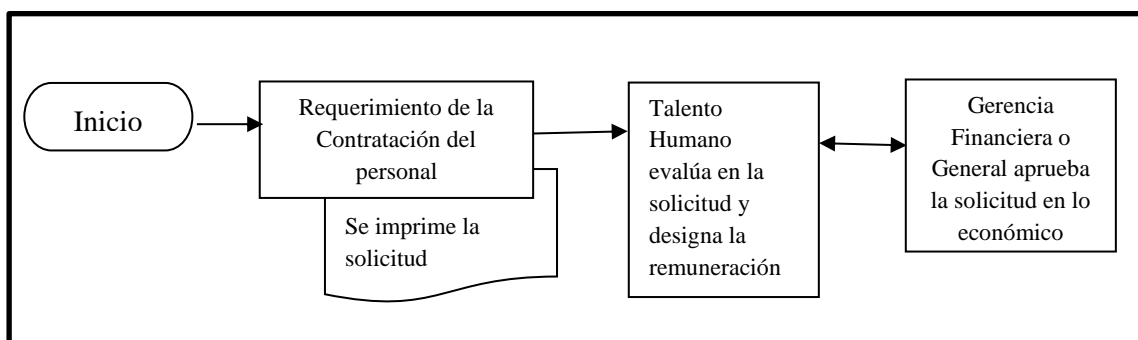 Inicio
Requerimiento de la
Contratación del
personal
Se imprime la
solicitud
Talento
Humano
evalúa en la
solicitud y
designa la
remuneración
Gerencia
Financiera o
General aprueba
la solicitud en lo
económico